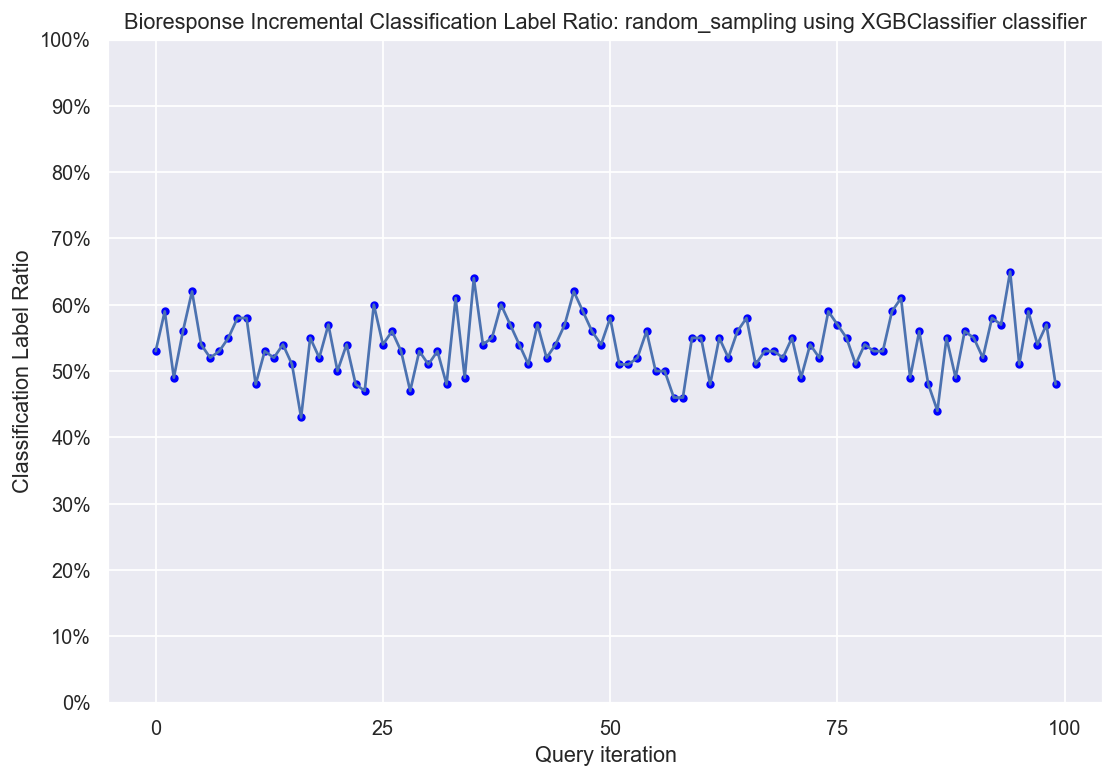 Bioresponse Incremental Classification Label Ratio: random_sampling using XGBClassifier classifier
100%
90%
80%
70%
60%
50%
40%
30%
20%
10%
0%
Classification Label Ratio
0 25 50 75 100
Query iteration